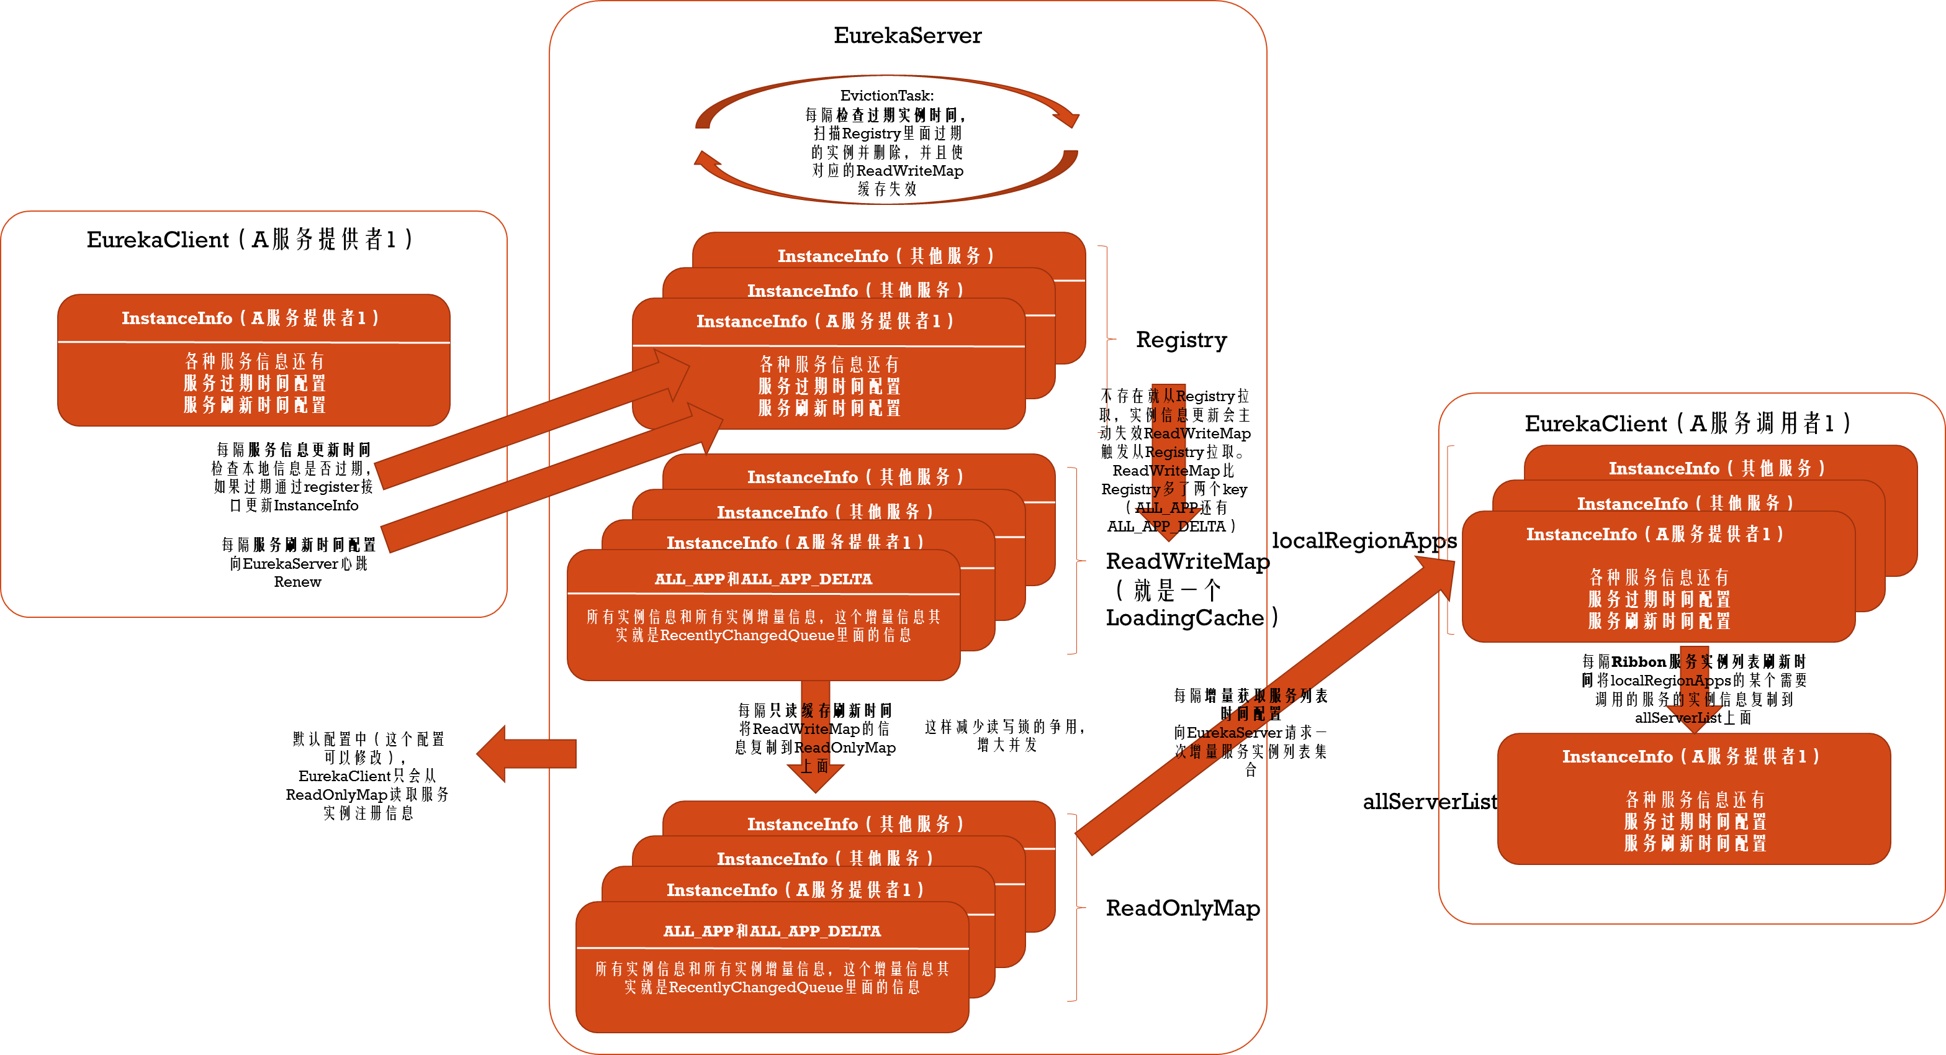 EurekaServer
EvictionTask:
每隔检查过期实例时间，
扫描Registry里面过期
的实例并删除，并且使
对应的ReadWriteMap
缓存失效
EurekaClient（A服务提供者1）
InstanceInfo（A服务提供者1）
各种服务信息还有
服务过期时间配置
服务刷新时间配置
每隔服务信息更新时间
检查本地信息是否过期，
如果过期通过register接
口更新InstanceInfo
每隔服务刷新时间配置
向EurekaServer心跳
Renew
InstanceInfo（其他服务）
InstanceInfo（其他服务）
InstanceInfo（A服务提供者1）
各种服务信息还有
服务过期时间配置
服务刷新时间配置
Registry
不存在就从Registry拉
取，实例信息更新会主
动失效ReadWriteMap
触发从Registry拉取。
ReadWriteMap比
Registry多了两个key
（ALL_APP还有
ALL_APP_DELTA）
InstanceInfo（其他服务）
InstanceInfo（其他服务）
InstanceInfo（A服务提供者1）
ALL_APP和ALL_APP_DELTA
所有实例信息和所有实例增量信息，这个增量信息其
实就是RecentlyChangedQueue里面的信息
ReadWriteMap
（就是一个
LoadingCache）
每隔只读缓存刷新时间
将ReadWriteMap的信
息复制到ReadOnlyMap
上面
这样减少读写锁的争用，
增大并发
默认配置中（这个配置
可以修改），
EurekaClient只会从
ReadOnlyMap读取服务
实例注册信息
InstanceInfo（其他服务）
InstanceInfo（其他服务）
InstanceInfo（A服务提供者1）
ALL_APP和ALL_APP_DELTA
所有实例信息和所有实例增量信息，这个增量信息其
实就是RecentlyChangedQueue里面的信息
ReadOnlyMap
每隔增量获取服务列表
时间配置
向EurekaServer请求一
次增量服务实例列表集
合
EurekaClient（A服务调用者1）
InstanceInfo（其他服务）
InstanceInfo（其他服务）
InstanceInfo（A服务提供者1）
各种服务信息还有
服务过期时间配置
服务刷新时间配置
localRegionApps
每隔Ribbon服务实例列表刷新时
间将localRegionApps的某个需要
调用的服务的实例信息复制到
allServerList上面
allServerList
InstanceInfo（A服务提供者1）
各种服务信息还有
服务过期时间配置
服务刷新时间配置